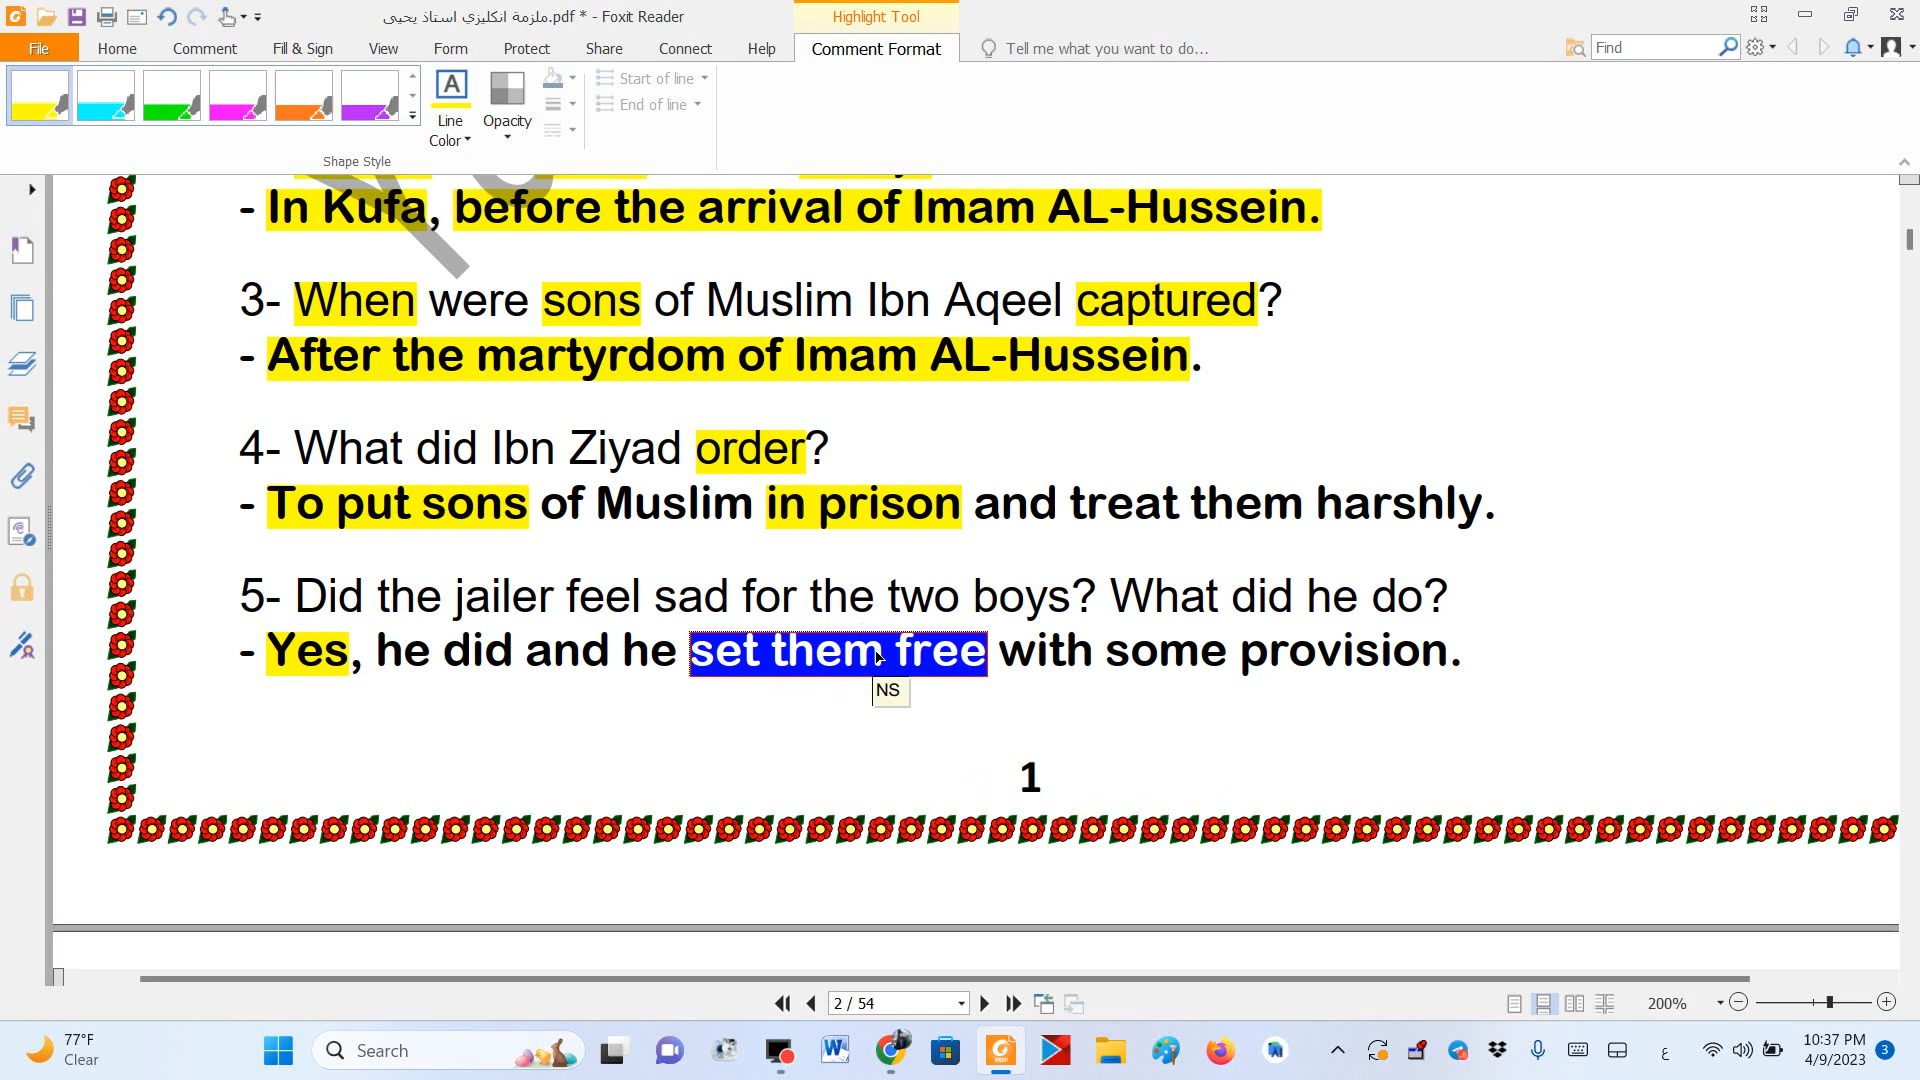 ملزمة انكليزي استاذ يحيى.pdf * - Foxit Reader
Highlight Tool
File
Home
Comment
Fill & Sign
View
Form
Protect
Share
Connect
Help
Comment Format
Tell me what you want to do...
Find
Line
Color
Opacity
Start of line
End of line
Shape Style
- In Kufa, before the arrival of Imam AL-Hussein.
3- When were sons of Muslim Ibn Aqeel captured?
- After the martyrdom of Imam AL-Hussein.
4- What did Ibn Ziyad order?
- To put sons of Muslim in prison and treat them harshly.
5- Did the jailer feel sad for the two boys? What did he do?
- Yes, he did and he set them free with some provision.
NS
1
2 / 54
200%
77°F
Clear
Search
ع
10:37 PM
4/9/2023
3